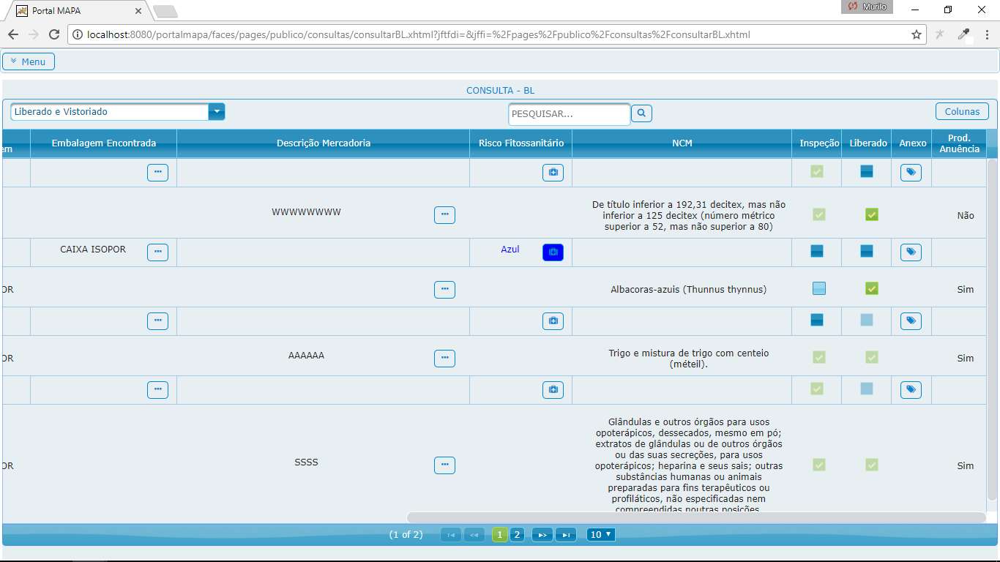 Portal MAPA
Murilo
localhost:8080/portalmapa/faces/pages/publico/consultas/consultarBL.xhtml?jftfdi=&jffi=%2Fpages%2Fpublico%2Fconsultas%2FconsultarBL.xhtml
Menu
CONSULTA - BL
Liberado e Vistoriado
PESQUISAR...
Colunas
em
Embalagem Encontrada
Descrição Mercadoria
Risco Fitossanitário
NCM
Inspeção
Liberado
Anexo
Prod.
Anuência
WWWWWWWW
De título inferior a 192,31 decitex, mas não
inferior a 125 decitex (número métrico
superior a 52, mas não superior a 80)
Não
CAIXA ISOPOR
Azul
OR
Albacoras-azuis (Thunnus thynnus)
Sim
OR
AAAAAA
Trigo e mistura de trigo com centeio
(méteil).
Sim
OR
SSSS
Glândulas e outros órgãos para usos
opoterápicos, dessecados, mesmo em pó;
extratos de glândulas ou de outros órgãos
ou das suas secreções, para usos
opoterápicos; heparina e seus sais; outras
substâncias humanas ou animais
preparadas para fins terapêuticos ou
profiláticos, não especificadas nem
compreendidas noutras posições
Sim
(1 of 2)
1
2
10